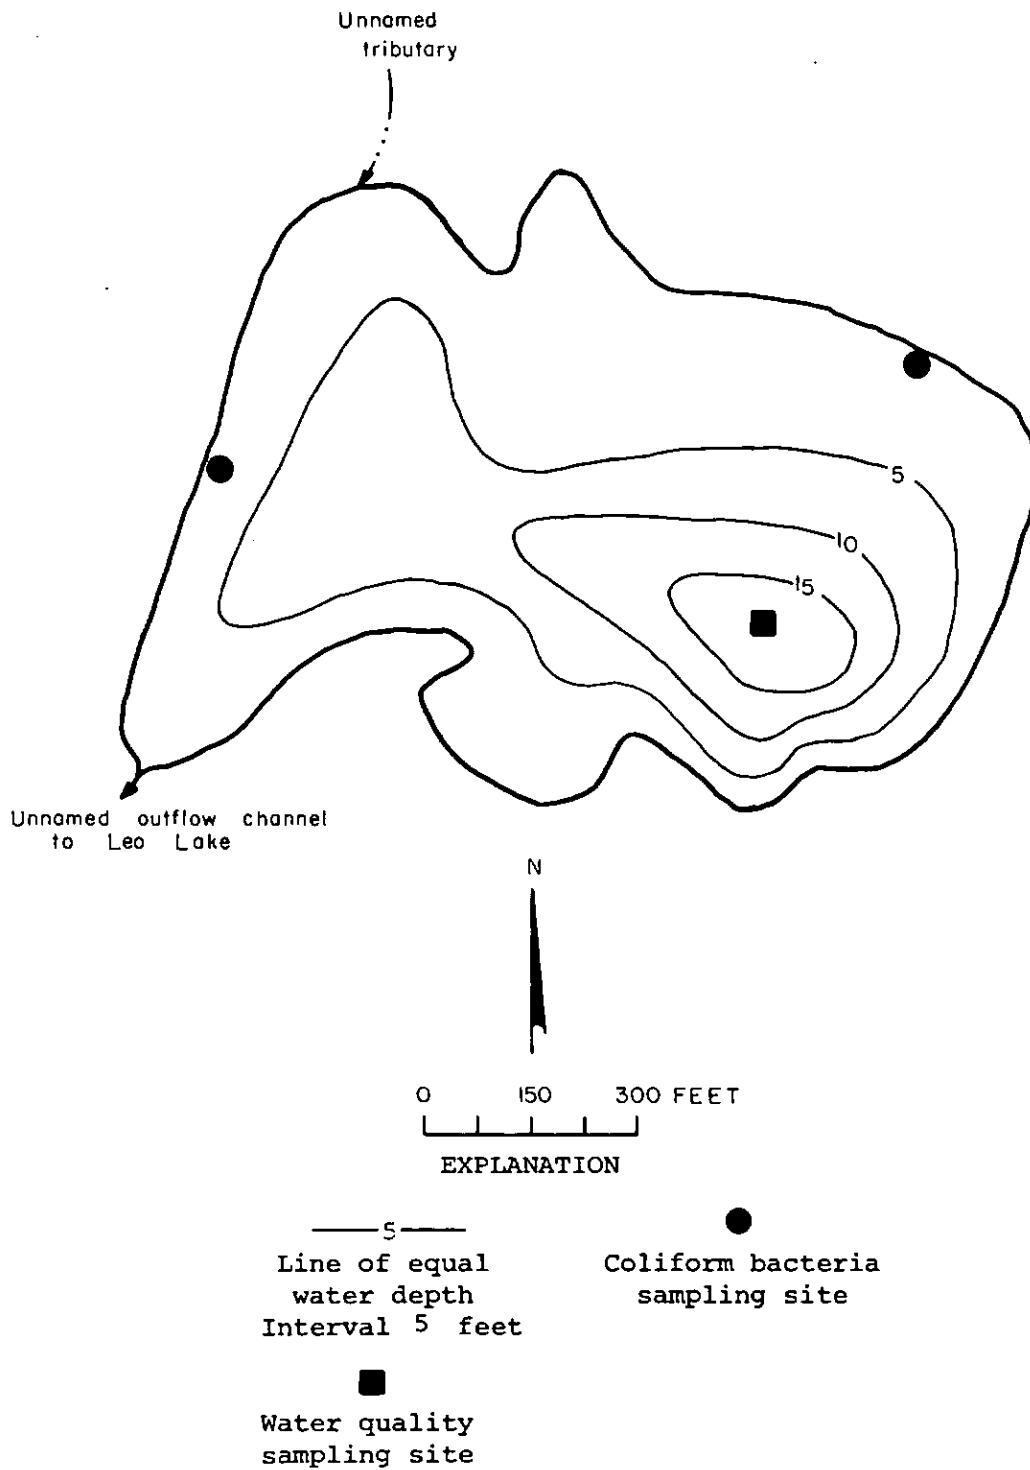 Unnamed
tributary
5
10
15
Unnamed outflow channel
to Leo Lake
N
0 150 300 FEET
EXPLANATION
5
Line of equal
water depth
Interval 5 feet
Coliform bacteria
sampling site
Water quality
sampling site